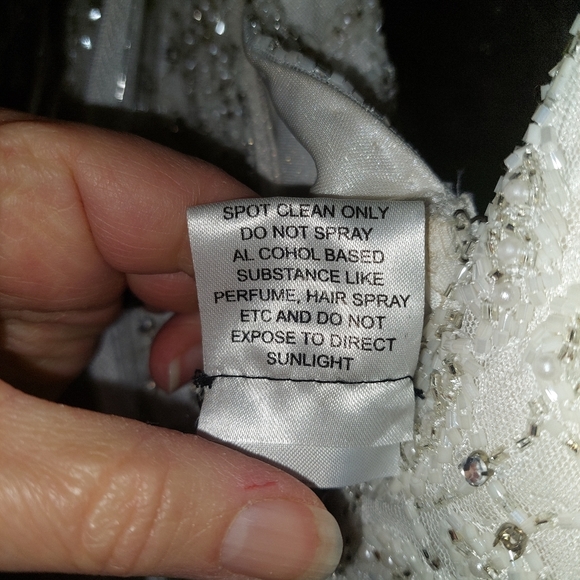 SPOT CLEAN ONLY
DO NOT SPRAY
AL COHOL BASED
SUBSTANCE LIKE
PERFUME, HAIR SPRAY
ETC AND DO NOT
EXPOSE TO DIRECT
SUNLIGHT